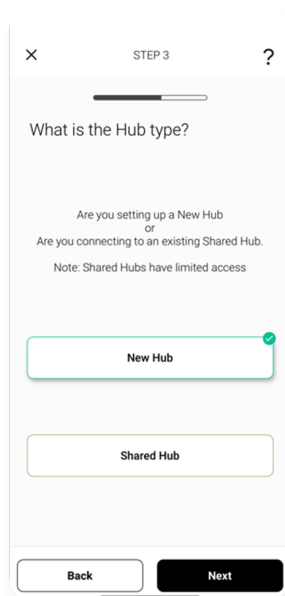 STEP 3
?
What is the Hub type?
Are you setting up a New Hub
or
Are you connecting to an existing Shared Hub.
Note: Shared Hubs have limited access
New Hub
Shared Hub
Back
Next